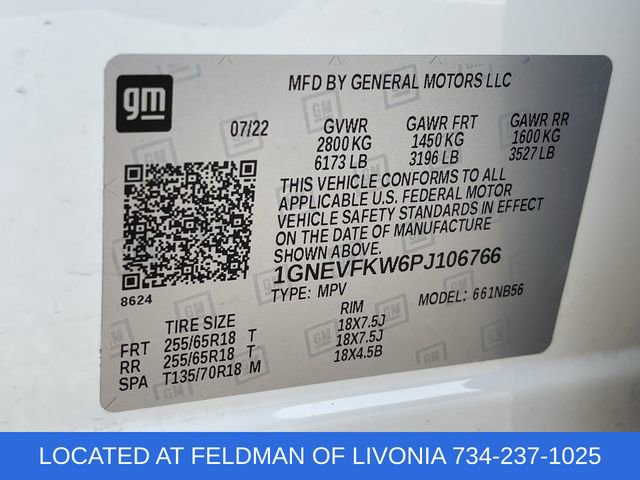 gm
MFD BY GENERAL MOTORS LLC
07/22 GVWR GAWR FRT GAWR RR
2800 KG 1450 KG 1600 KG
6173 LB 3196 LB 3527 LB
THIS VEHICLE CONFORMS TO ALL
APPLICABLE U.S. FEDERAL MOTOR
VEHICLE SAFETY STANDARDS IN EFFECT
ON THE DATE OF MANUFACTURE
SHOWN ABOVE.
1GNEVFKW6PJ106766
8624
TYPE: MPV MODEL: 661NB56
TIRE SIZE RIM
FRT 255/65R18 T 18X7.5J
RR 255/65R18 T 18X7.5J
SPA T135/70R18 M 18X4.5B
LOCATED AT FELDMAN OF LIVONIA 734-237-1025